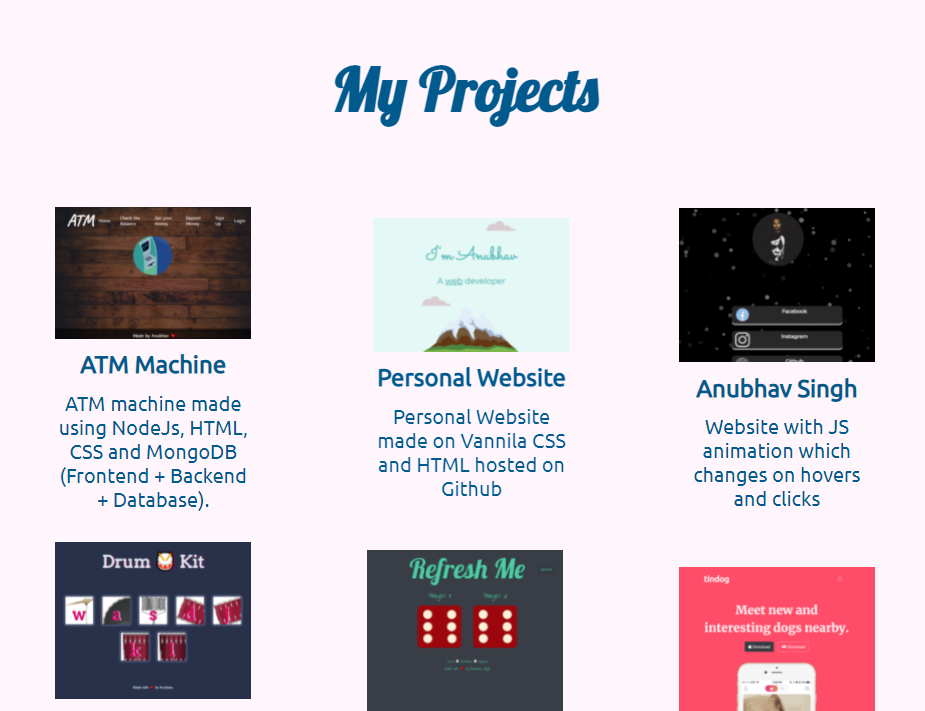 My Projects
ATM
Home
Check the
Balance
Get your
money
Deposit
Money
Sign
Up
Login
Made by Anubhav
ATM Machine
ATM machine made
using NodeJs, HTML,
CSS and MongoDB
(Frontend + Backend
+ Database).
I'm Anubhav
A web developer
Personal Website
Personal Website
made on Vannila CSS
and HTML hosted on
Github
Facebook
Instagram
Github
Anubhav Singh
Website with JS
animation which
changes on hovers
and clicks
Drum Kit
w a s d j
k l
Made with by Anubhav
Refresh Me
Player 1 Player 2
tindog
Meet new and
interesting dogs nearby.
Download Download